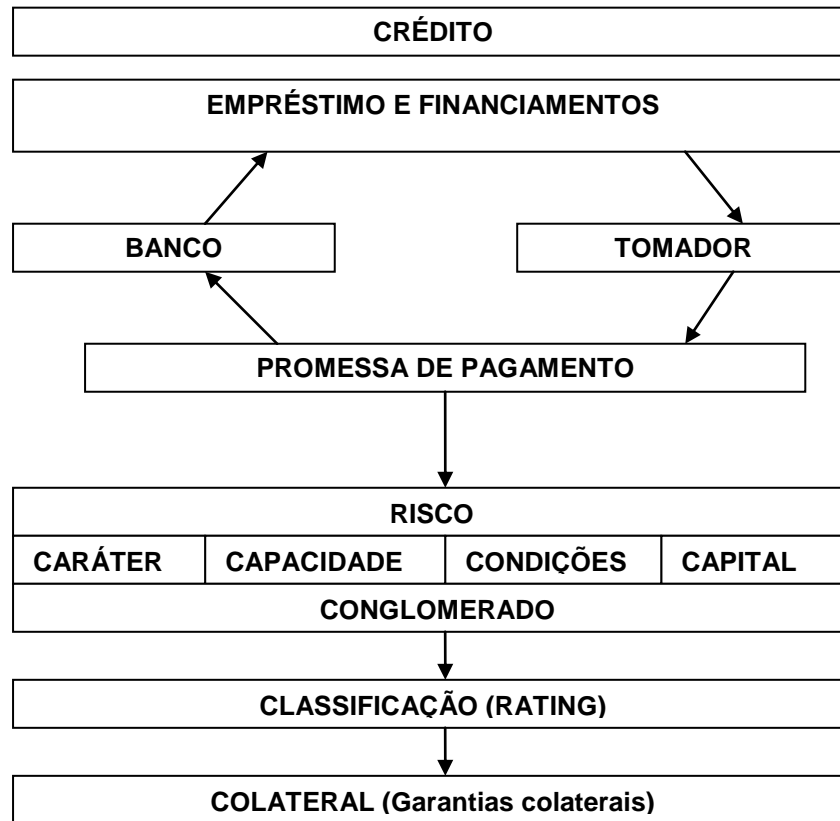 CRÉDITO
EMPRÉSTIMO E FINANCIAMENTOS
BANCO
TOMADOR
PROMESSA DE PAGAMENTO
RISCO
CARÁTER CAPACIDADE CONDIÇÕES CAPITAL
CONGLOMERADO
CLASSIFICAÇÃO (RATING)
COLATERAL (Garantias colaterais)